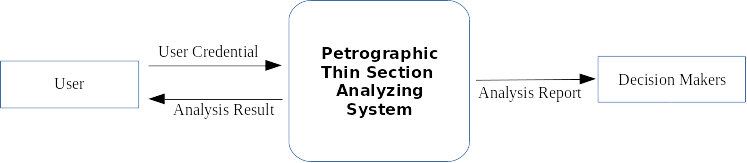 User
User Credential
Analysis Result
Petrographic
Thin Section
Analyzing
System
Analysis Report
Decision Makers